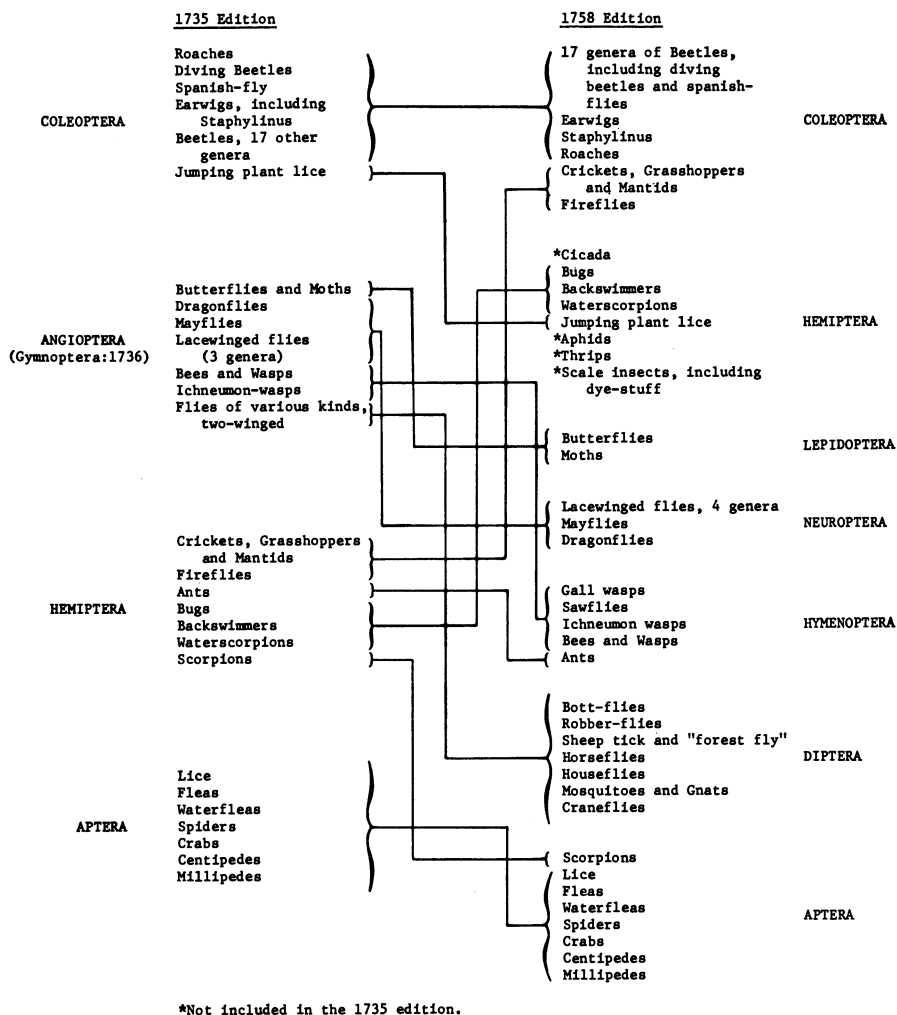 1735 Edition
1758 Edition
COLEOPTERA
Roaches
Diving Beetles
Spanish-fly
Earwigs, including
Staphylinus
Beetles, 17 other
genera
Jumping plant lice
ANGIOPTERA
(Gymnoptera:1736)
Butterflies and Moths
Dragonflies
Mayflies
Lacewinged flies
(3 genera)
Bees and Wasps
Ichneumon-wasps
Flies of various kinds,
two-winged
HEMIPTERA
Crickets, Grasshoppers
and Mantids
Fireflies
Ants
Bugs
Backswimmers
Waterscorpions
Scorpions
APTERA
Lice
Fleas
Waterfleas
Spiders
Crabs
Centipedes
Millipedes
17 genera of Beetles,
including diving
beetles and spanish-
flies
Earwigs
Staphylinus
Roaches
Crickets, Grasshoppers
and Mantids
Fireflies
COLEOPTERA
*Cicada
Bugs
Backswimmers
Waterscorpions
Jumping plant lice
*Aphids
*Thrips
*Scale insects, including
dye-stuff
HEMIPTERA
Butterflies
Moths
LEPIDOPTERA
Lacewinged flies, 4 genera
Mayflies
Dragonflies
NEUROPTERA
Gall wasps
Sawflies
Ichneumon wasps
Bees and Wasps
Ants
HYMENOPTERA
Bott-flies
Robber-flies
Sheep tick and "forest fly"
Horseflies
Houseflies
Mosquitoes and Gnats
Craneflies
DIPTERA
Scorpions
Lice
Fleas
Waterfleas
Spiders
Crabs
Centipedes
Millipedes
APTERA
*Not included in the 1735 edition.